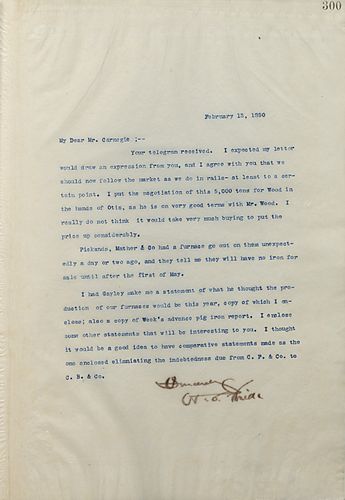 300
February 13, 1890
My Dear Mr. Carnegie ;--
Your telegram received. I expected my letter
would draw an expression from you, and I agree with you that we
should now follow the market as we do in rails- at least to a cer-
tain point. I put the negotiation of this 5,000 tons for Wood in
the hands of Otis, as he is on very good terms with Mr. Wood. I
really do not think it would take very much buying to put the
price up considerably.
Pickands, Mather & Co had a furnace go out on them unexpect-
edly a day or two ago, and they tell me they will have no iron for
sale until after the first of May.
I had Gayley make me a statement of what he thought the pro-
duction of our furnaces would be this year, copy of which I en-
close; also a copy of Week's advance pig iron report. I enclose
some other statements that will be interesting to you. I thought
it would be a good idea to have comparative statements made as the
one enclosed elimiating the indebtedness due from C. P. & Co. to
C. B. & Co.
Sincerely
H. C. Frick